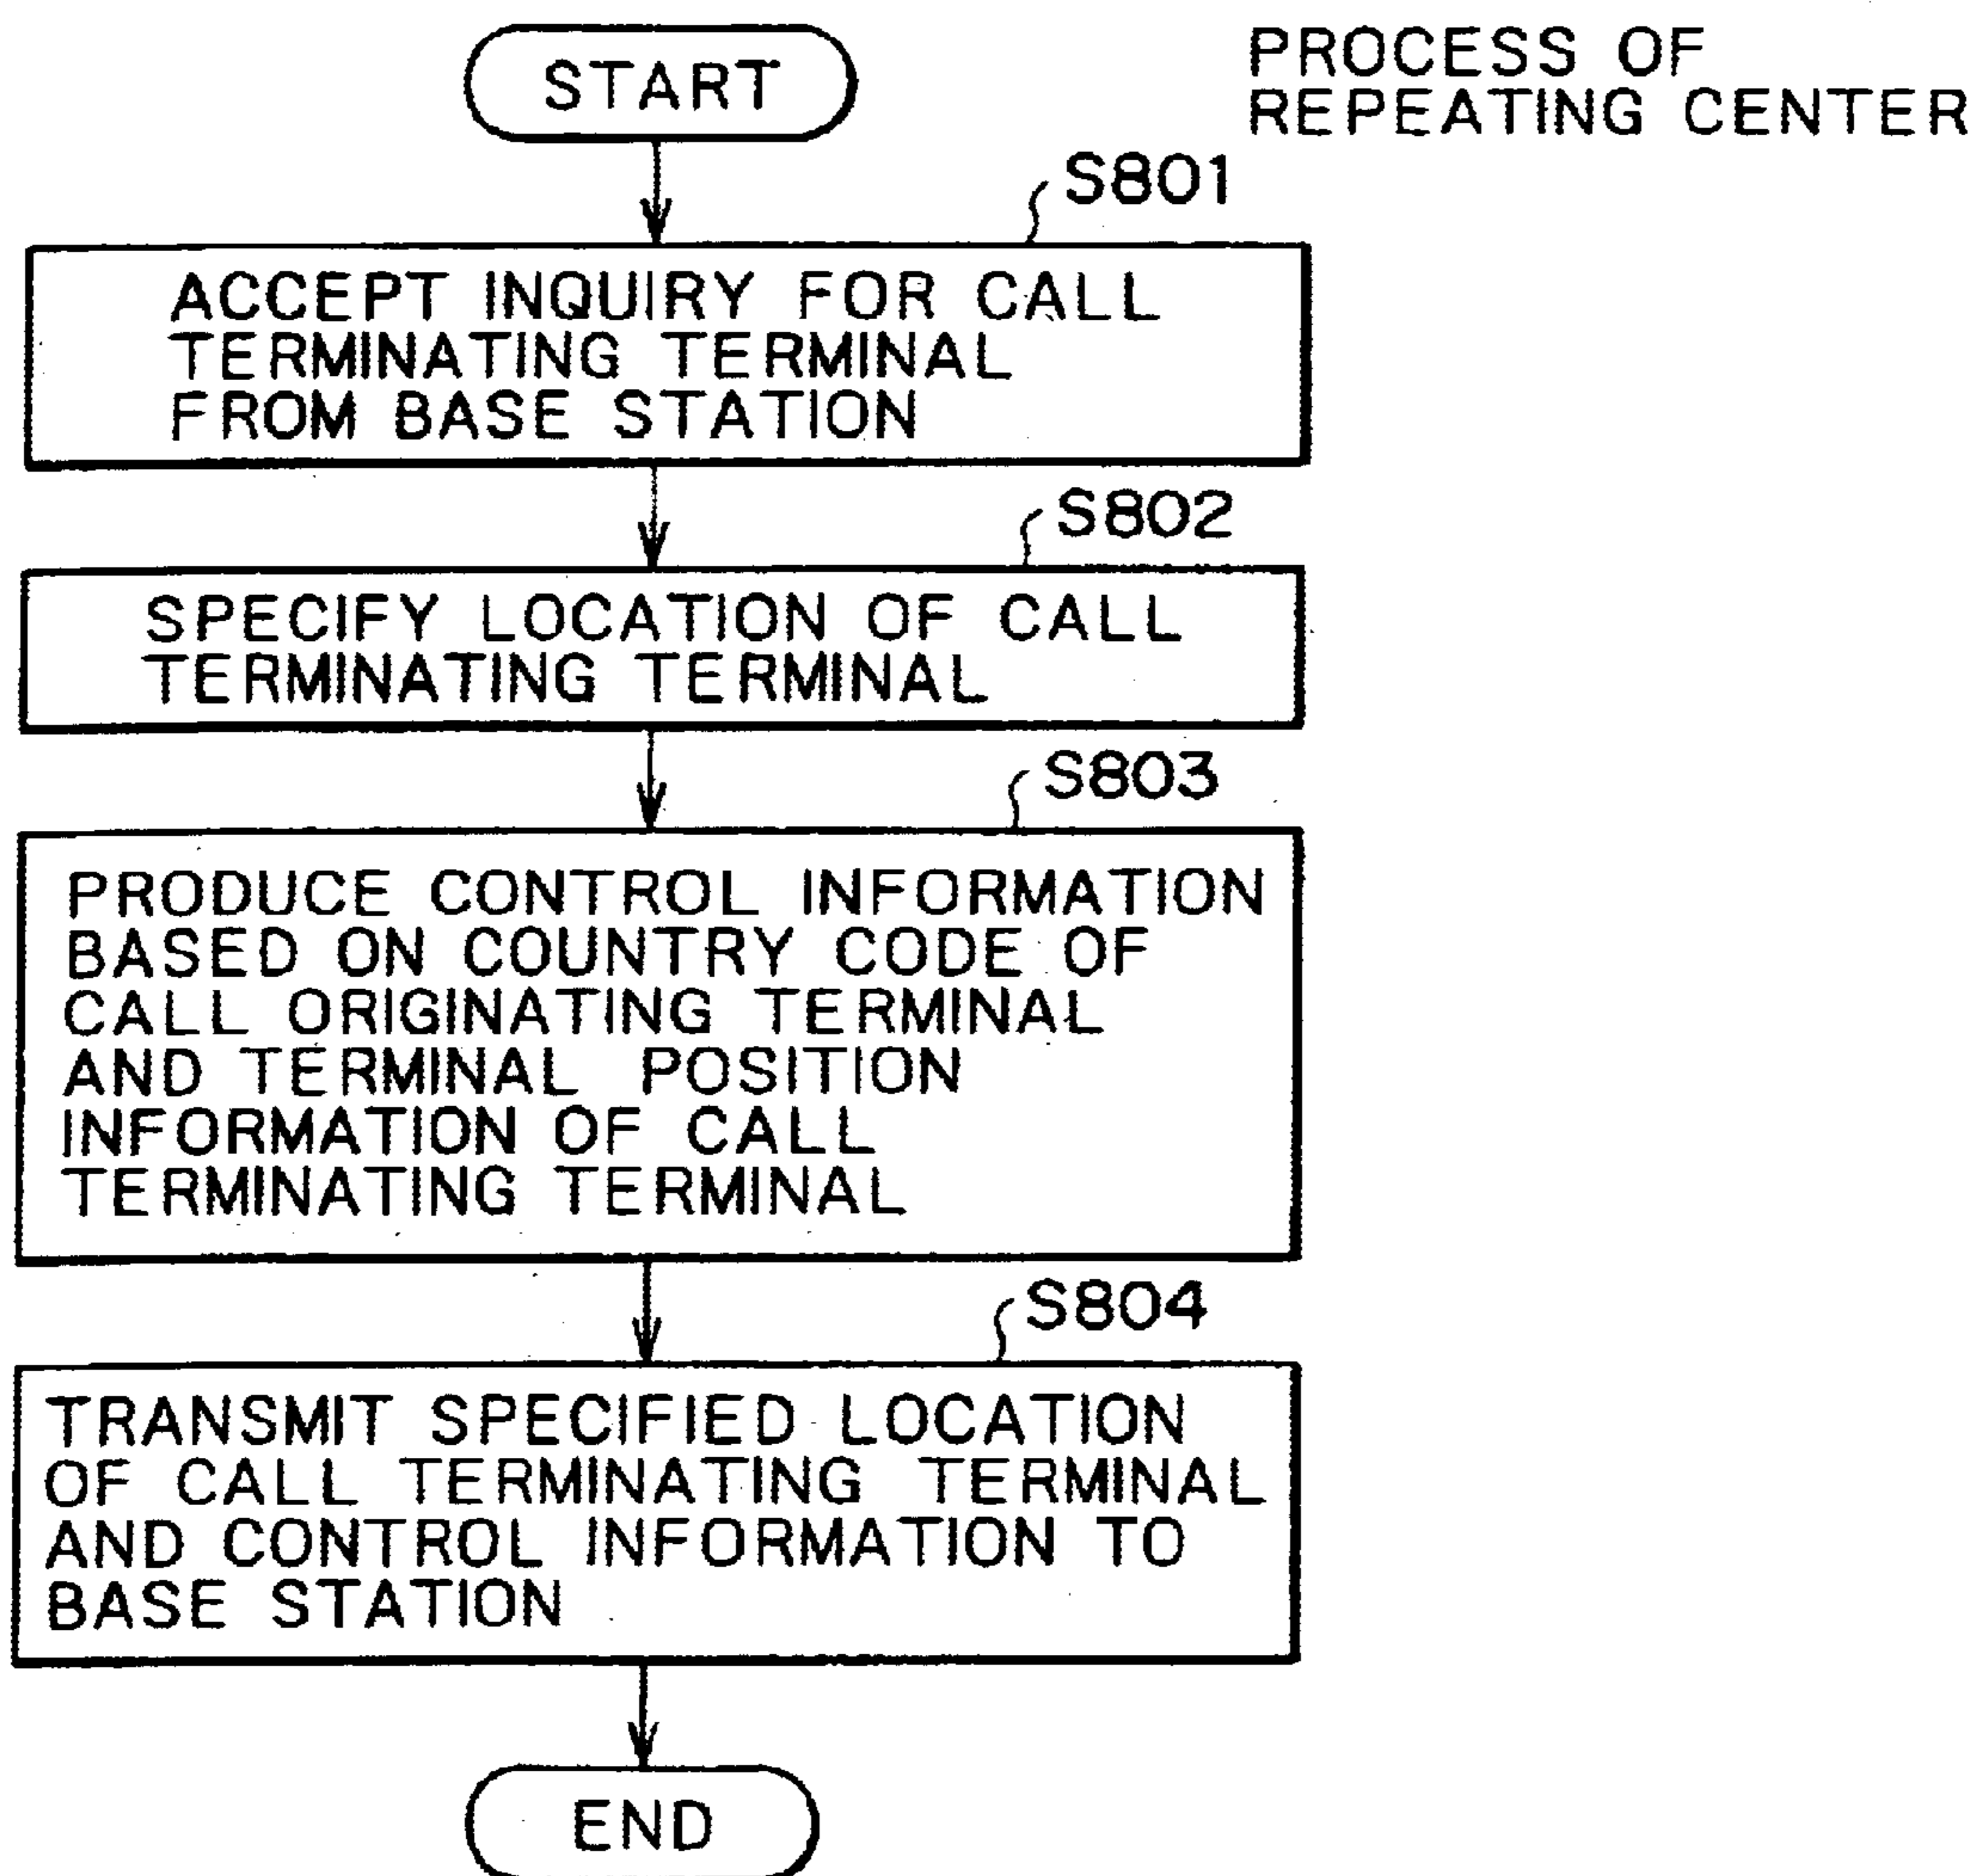 START
PROCESS OF
REPEATING CENTER
S801
ACCEPT INQUIRY FOR CALL
TERMINATING TERMINAL
FROM BASE STATION
S802
SPECIFY LOCATION OF CALL
TERMINATING TERMINAL
S803
PRODUCE CONTROL INFORMATION
BASED ON COUNTRY CODE OF
CALL ORIGINATING TERMINAL
AND TERMINAL POSITION
INFORMATION OF CALL
TERMINATING TERMINAL
S804
TRANSMIT SPECIFIED LOCATION
OF CALL TERMINATING TERMINAL
AND CONTROL INFORMATION TO
BASE STATION
END